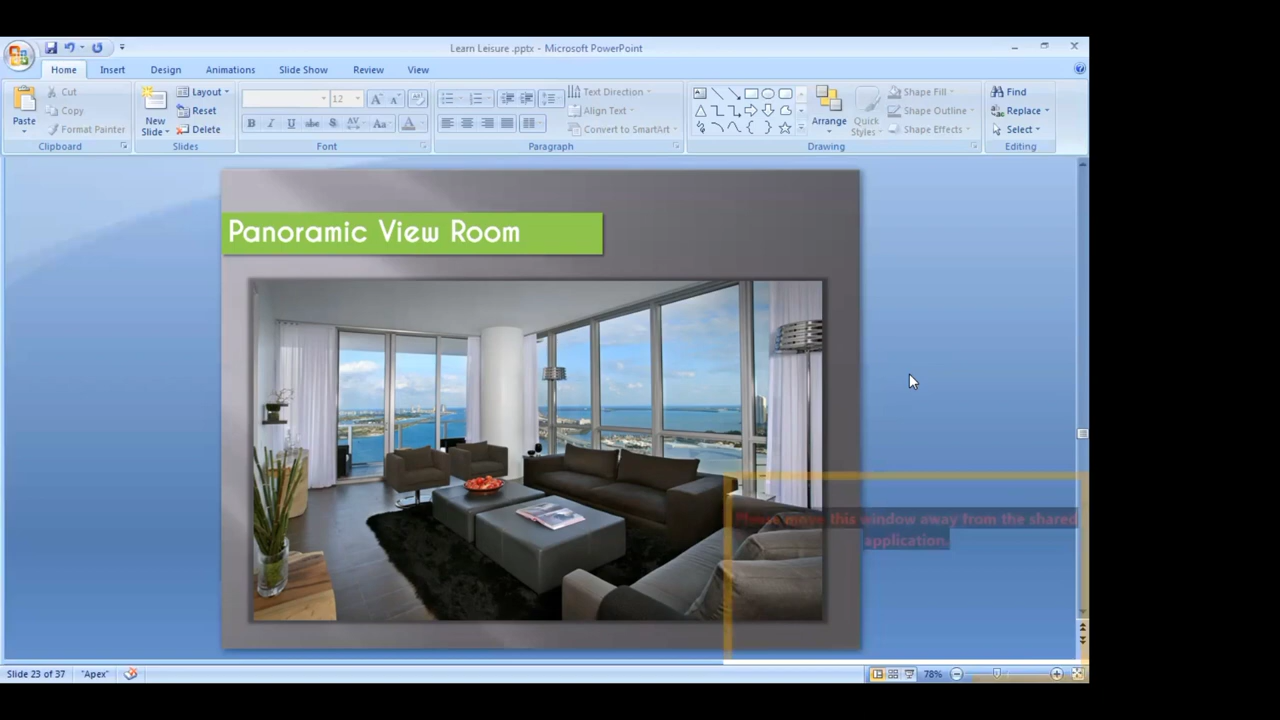 Learn Leisure .pptx - Microsoft PowerPoint
Home Insert Design Animations Slide Show Review View
Paste Cut Copy Format Painter
Clipboard
New Slide Layout Reset Delete
Slides
12
Font
Text Direction
Align Text
Convert to SmartArt
Paragraph
Arrange Quick Styles
Shape Fill
Shape Outline
Shape Effects
Drawing
Find
Replace
Select
Editing
Panoramic View Room
Please move this window away from the shared
application.
Slide 23 of 37 "Apex" 78%